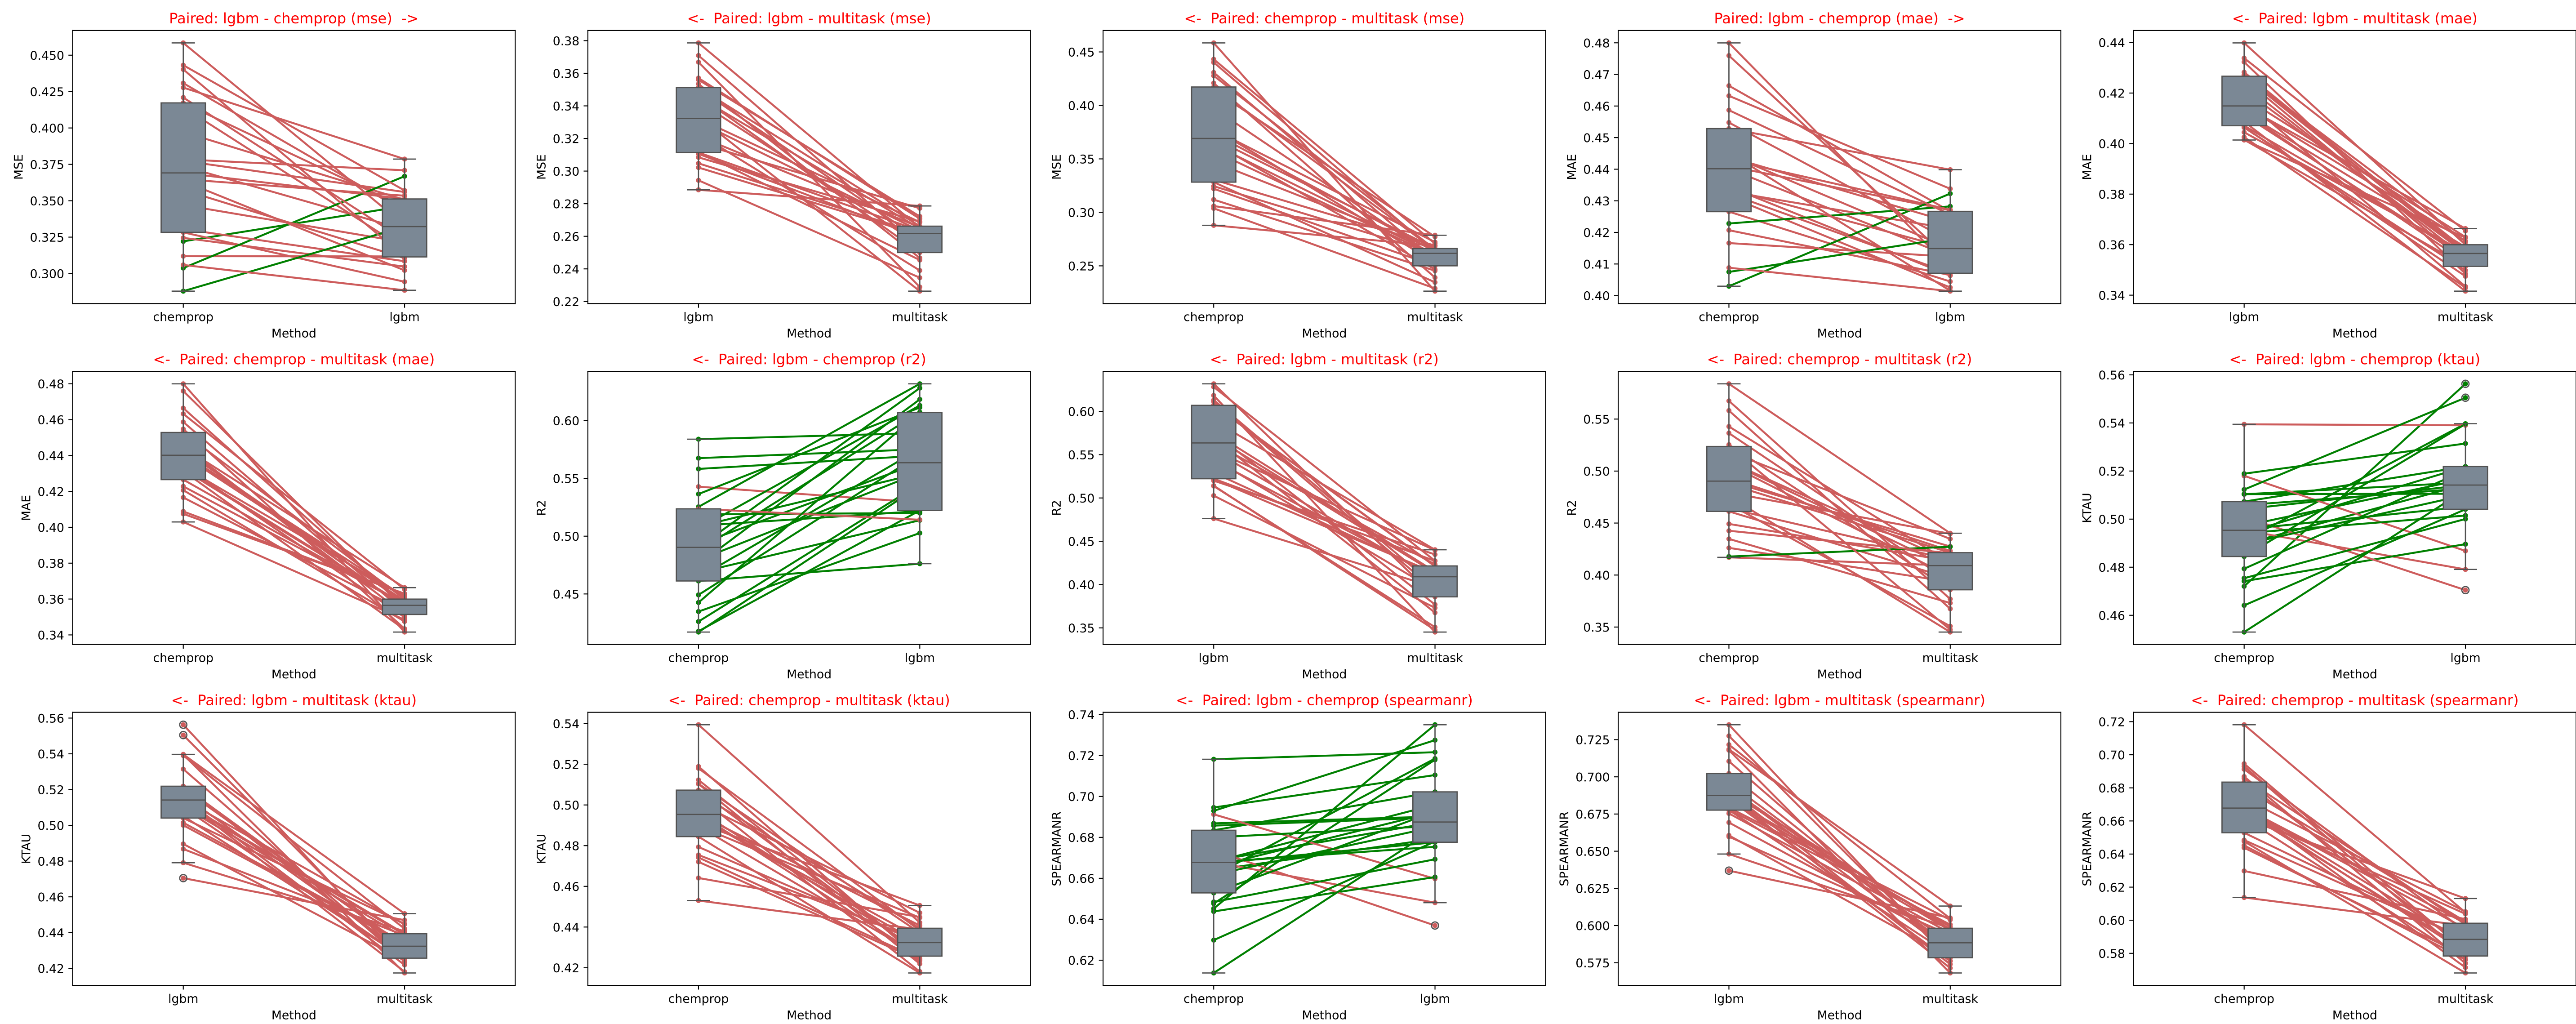 Paired: lgbm - chemprop (mse)  ->
MSE
0.450
0.425
0.400
0.375
0.350
0.325
0.300
chemprop
lgbm
Method
<-  Paired: lgbm - multitask (mse)
MSE
0.38
0.36
0.34
0.32
0.30
0.28
0.26
0.24
0.22
lgbm
multitask
Method
<-  Paired: chemprop - multitask (mse)
MSE
0.45
0.40
0.35
0.30
0.25
chemprop
multitask
Method
Paired: lgbm - chemprop (mae)  ->
MAE
0.48
0.47
0.46
0.45
0.44
0.43
0.42
0.41
0.40
chemprop
lgbm
Method
<-  Paired: lgbm - multitask (mae)
MAE
0.44
0.42
0.40
0.38
0.36
0.34
lgbm
multitask
Method
<-  Paired: chemprop - multitask (mae)
MAE
0.48
0.46
0.44
0.42
0.40
0.38
0.36
0.34
chemprop
multitask
Method
<-  Paired: lgbm - chemprop (r2)
R2
0.60
0.55
0.50
0.45
chemprop
lgbm
Method
<-  Paired: lgbm - multitask (r2)
R2
0.60
0.55
0.50
0.45
0.40
0.35
lgbm
multitask
Method
<-  Paired: chemprop - multitask (r2)
R2
0.55
0.50
0.45
0.40
0.35
chemprop
multitask
Method
<-  Paired: lgbm - chemprop (ktau)
KTAU
0.56
0.54
0.52
0.50
0.48
0.46
chemprop
lgbm
Method
<-  Paired: lgbm - multitask (ktau)
KTAU
0.56
0.54
0.52
0.50
0.48
0.46
0.44
0.42
lgbm
multitask
Method
<-  Paired: chemprop - multitask (ktau)
KTAU
0.54
0.52
0.50
0.48
0.46
0.44
0.42
chemprop
multitask
Method
<-  Paired: lgbm - chemprop (spearmanr)
SPEARMANR
0.74
0.72
0.70
0.68
0.66
0.64
0.62
chemprop
lgbm
Method
<-  Paired: lgbm - multitask (spearmanr)
SPEARMANR
0.725
0.700
0.675
0.650
0.625
0.600
0.575
lgbm
multitask
Method
<-  Paired: chemprop - multitask (spearmanr)
SPEARMANR
0.72
0.70
0.68
0.66
0.64
0.62
0.60
0.58
chemprop
multitask
Method